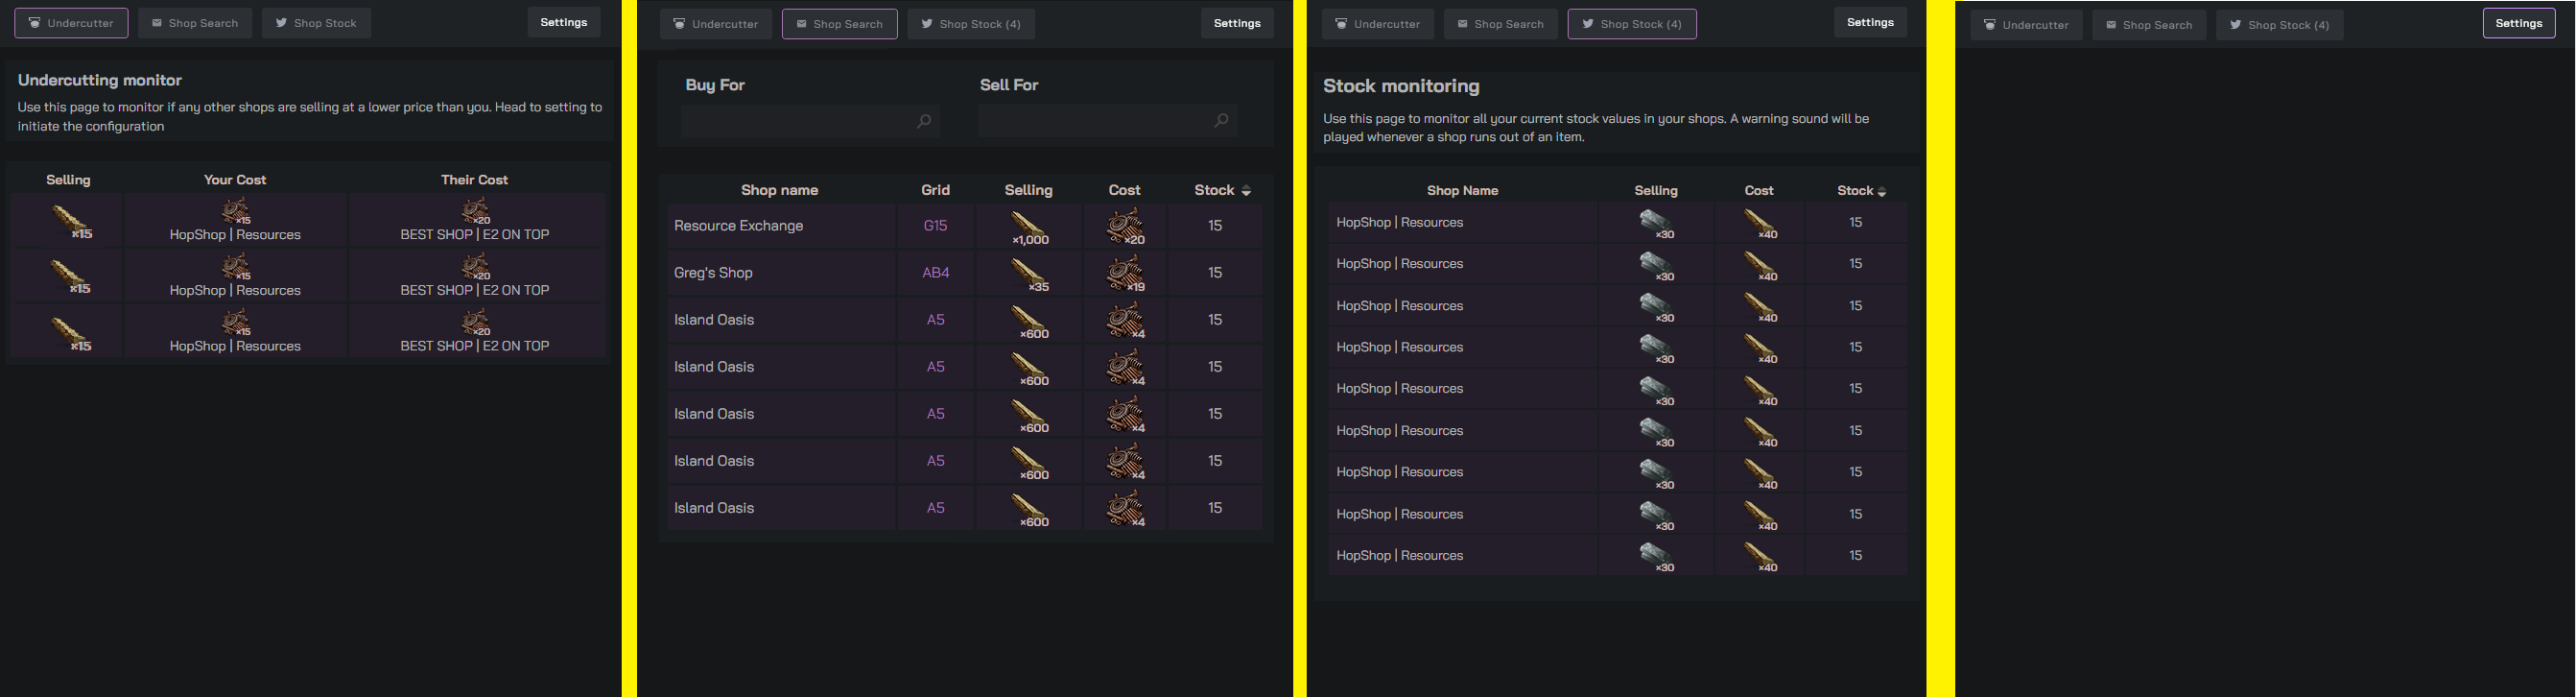 Undercutter
Shop Search
Shop Stock
Settings
Undercutting monitor
Use this page to monitor if any other shops are selling at a lower price than you. Head to setting to
initiate the configuration
Selling Your Cost Their Cost
×15 ×15 ×20
HopShop | Resources BEST SHOP | E2 ON TOP
×15 ×15 ×20
HopShop | Resources BEST SHOP | E2 ON TOP
×15 ×15 ×20
HopShop | Resources BEST SHOP | E2 ON TOP
Undercutter
Shop Search
Shop Stock (4)
Settings
Buy For Sell For
Shop name Grid Selling Cost Stock
Resource Exchange G15 ×1,000 ×20 15
Greg's Shop AB4 ×35 ×19 15
Island Oasis A5 ×600 ×4 15
Island Oasis A5 ×600 ×4 15
Island Oasis A5 ×600 ×4 15
Island Oasis A5 ×600 ×4 15
Island Oasis A5 ×600 ×4 15
Undercutter
Shop Search
Shop Stock (4)
Settings
Stock monitoring
Use this page to monitor all your current stock values in your shops. A warning sound will be
played whenever a shop runs out of an item.
Shop Name Selling Cost Stock
HopShop | Resources ×30 ×40 15
HopShop | Resources ×30 ×40 15
HopShop | Resources ×30 ×40 15
HopShop | Resources ×30 ×40 15
HopShop | Resources ×30 ×40 15
HopShop | Resources ×30 ×40 15
HopShop | Resources ×30 ×40 15
HopShop | Resources ×30 ×40 15
HopShop | Resources ×30 ×40 15
Undercutter
Shop Search
Shop Stock (4)
Settings